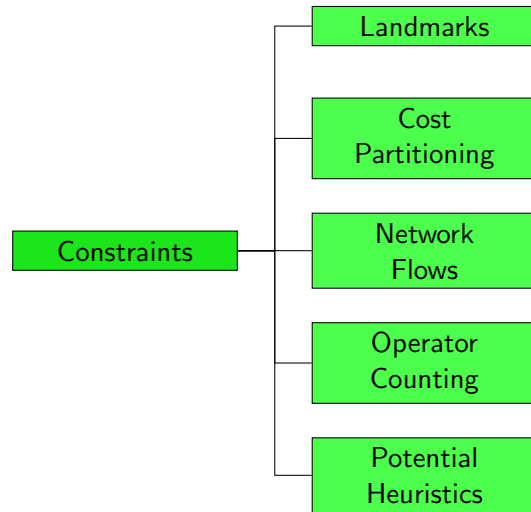 Landmarks
Cost
Partitioning
Constraints
Network
Flows
Operator
Counting
Potential
Heuristics